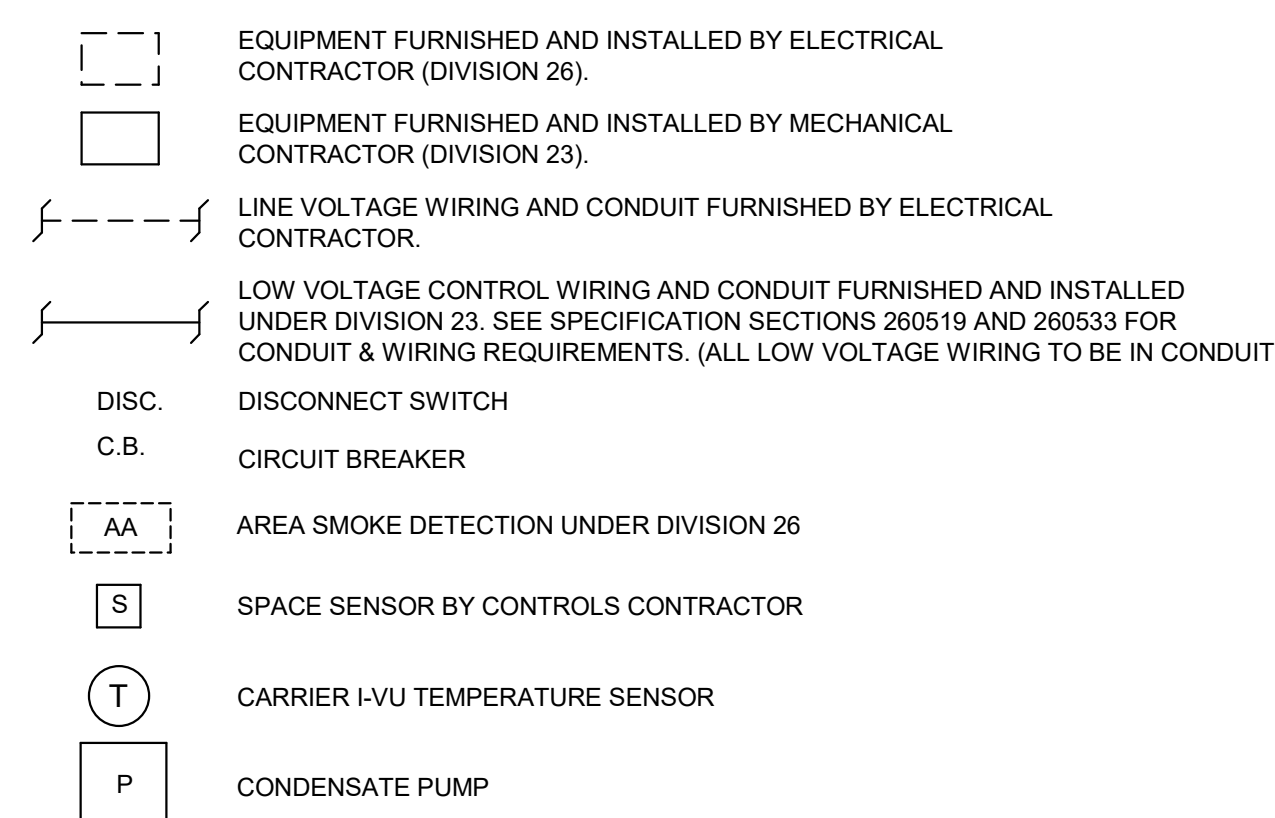 EQUIPMENT FURNISHED AND INSTALLED BY ELECTRICAL
CONTRACTOR (DIVISION 26).
EQUIPMENT FURNISHED AND INSTALLED BY MECHANICAL
CONTRACTOR (DIVISION 23).
LINE VOLTAGE WIRING AND CONDUIT FURNISHED BY ELECTRICAL
CONTRACTOR.
LOW VOLTAGE CONTROL WIRING AND CONDUIT FURNISHED AND INSTALLED
UNDER DIVISION 23. SEE SPECIFICATION SECTIONS 260519 AND 260533 FOR
CONDUIT & WIRING REQUIREMENTS. (ALL LOW VOLTAGE WIRING TO BE IN CONDUIT
DISC. DISCONNECT SWITCH
C.B. CIRCUIT BREAKER
AA AREA SMOKE DETECTION UNDER DIVISION 26
S SPACE SENSOR BY CONTROLS CONTRACTOR
T CARRIER I-VU TEMPERATURE SENSOR
P CONDENSATE PUMP